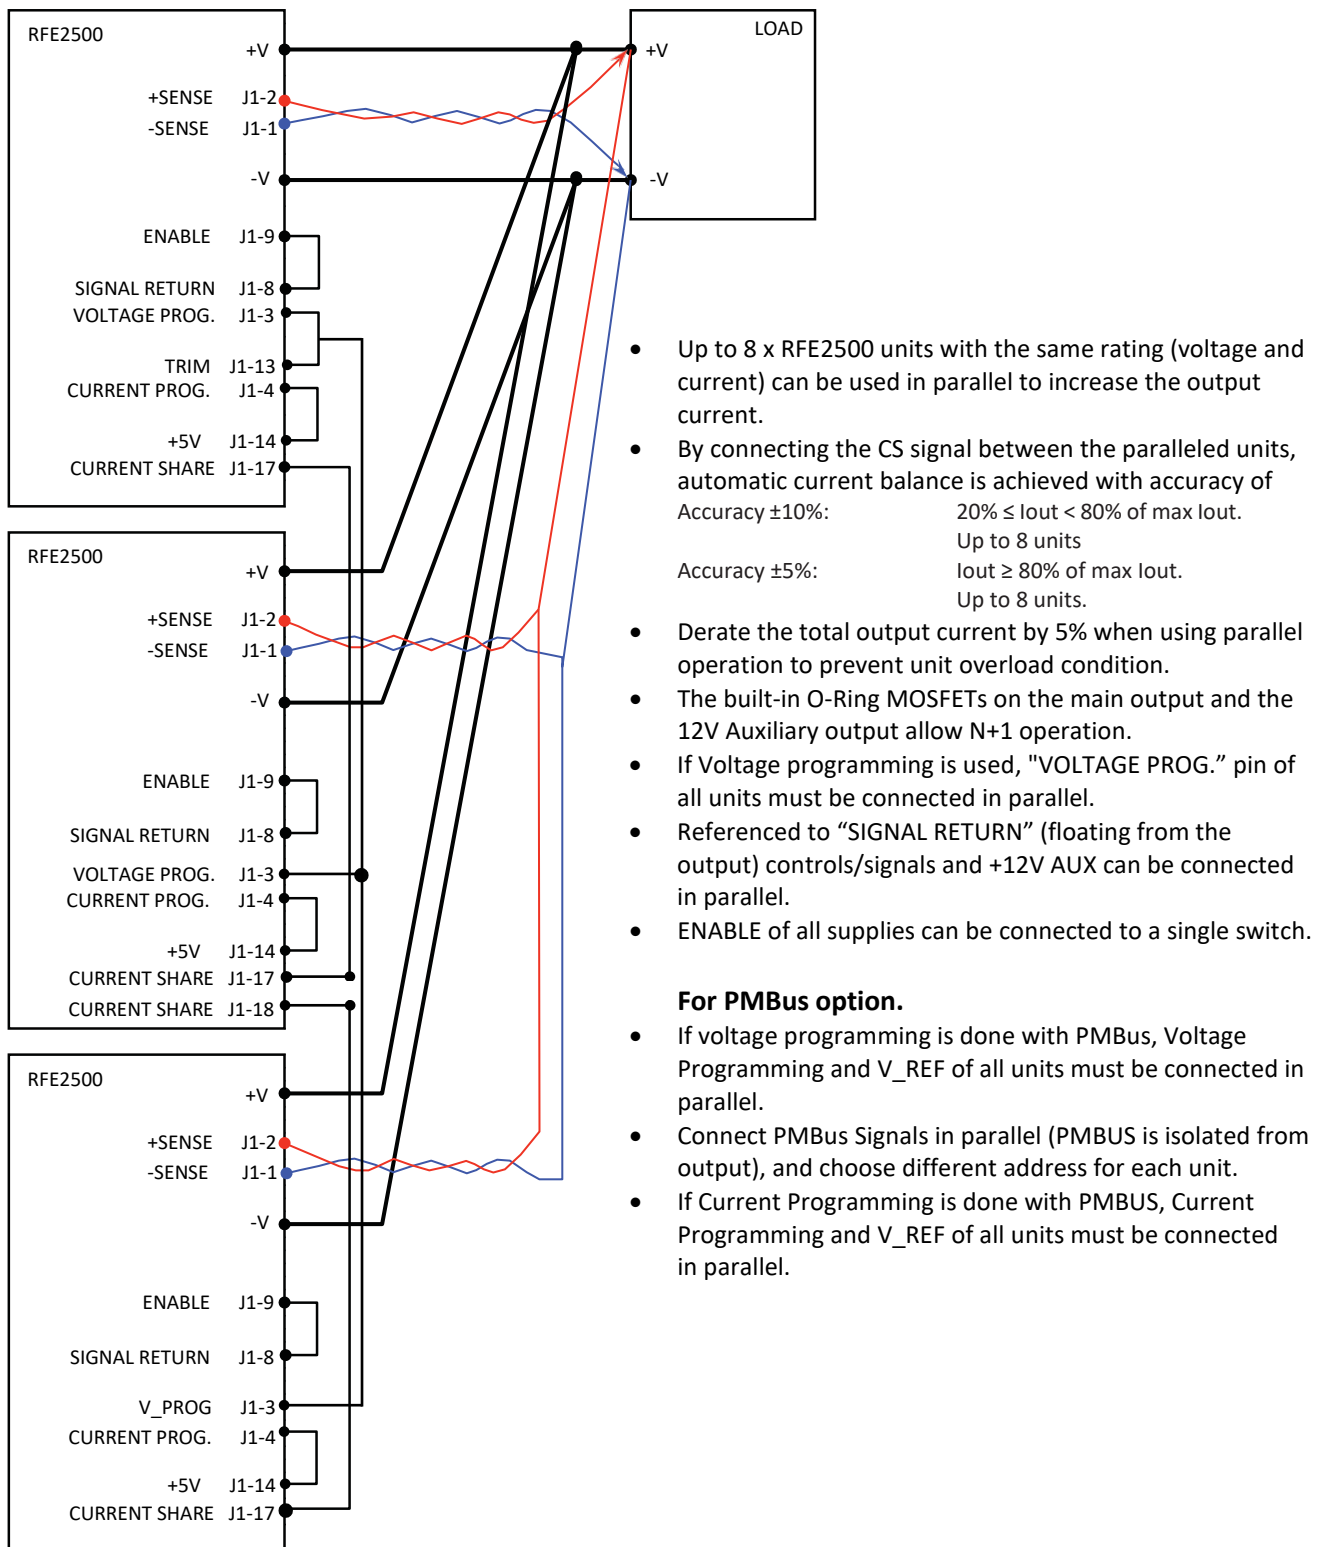 RFE2500
+V
+SENSE J1-2
-SENSE J1-1
-V
ENABLE J1-9
SIGNAL RETURN J1-8
VOLTAGE PROG. J1-3
TRIM J1-13
CURRENT PROG. J1-4
+5V J1-14
CURRENT SHARE J1-17
LOAD
+V
-V
RFE2500
+V
+SENSE J1-2
-SENSE J1-1
-V
ENABLE J1-9
SIGNAL RETURN J1-8
VOLTAGE PROG. J1-3
CURRENT PROG. J1-4
+5V J1-14
CURRENT SHARE J1-17
CURRENT SHARE J1-18
RFE2500
+V
+SENSE J1-2
-SENSE J1-1
-V
ENABLE J1-9
SIGNAL RETURN J1-8
V_PROG J1-3
CURRENT PROG. J1-4
+5V J1-14
CURRENT SHARE J1-17
• Up to 8 x RFE2500 units with the same rating (voltage and
current) can be used in parallel to increase the output
current.
• By connecting the CS signal between the paralleled units,
automatic current balance is achieved with accuracy of
Accuracy ±10%: 20% ≤ Iout < 80% of max Iout.
Up to 8 units
Accuracy ±5%: Iout ≥ 80% of max Iout.
Up to 8 units.
• Derate the total output current by 5% when using parallel
operation to prevent unit overload condition.
• The built-in O-Ring MOSFETs on the main output and the
12V Auxiliary output allow N+1 operation.
• If Voltage programming is used, "VOLTAGE PROG.” pin of
all units must be connected in parallel.
• Referenced to “SIGNAL RETURN” (floating from the
output) controls/signals and +12V AUX can be connected
in parallel.
• ENABLE of all supplies can be connected to a single switch.
For PMBus option.
• If voltage programming is done with PMBus, Voltage
Programming and V_REF of all units must be connected in
parallel.
• Connect PMBus Signals in parallel (PMBUS is isolated from
output), and choose different address for each unit.
• If Current Programming is done with PMBUS, Current
Programming and V_REF of all units must be connected
in parallel.